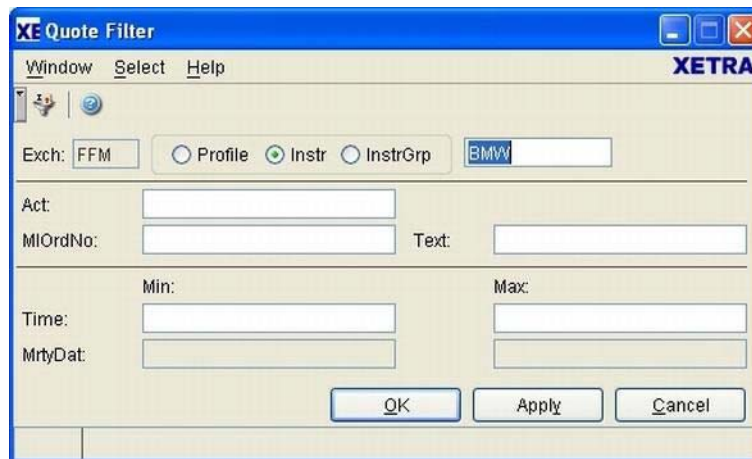 XE Quote Filter
Window Select Help XETRA
Exch: FFM Profile Instr InstrGrp BMW
Act:
MIOrdNo: Text:
Min: Max:
Time:
MrtyDat:
OK Apply Cancel